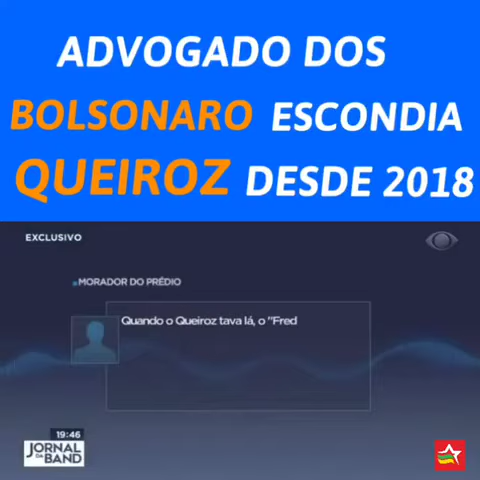 ADVOGADO DOS
BOLSONARO ESCONDIA
QUEIROZ DESDE 2018
EXCLUSIVO
MORADOR DO PRÉDIO
Quando o Queiroz tava lá, o "Fred
19:46
JORNAL
DA BAND